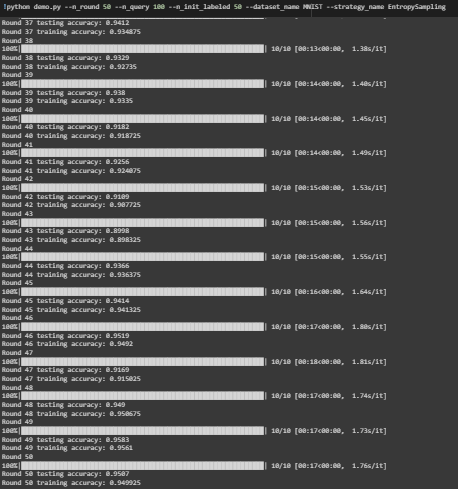 !python demo.py --n_round 50 --n_query 100 --n_init_labeled 50 --dataset_name MNIST --strategy_name EntropySampling
Round 37 testing accuracy: 0.9412
Round 37 training accuracy: 0.934875
Round 38
100%| | 10/10 [00:13<00:00, 1.38s/it]
Round 38 testing accuracy: 0.9329
Round 38 training accuracy: 0.92735
Round 39
100%| | 10/10 [00:14<00:00, 1.40s/it]
Round 39 testing accuracy: 0.938
Round 39 training accuracy: 0.9335
Round 40
100%| | 10/10 [00:14<00:00, 1.45s/it]
Round 40 testing accuracy: 0.9182
Round 40 training accuracy: 0.918725
Round 41
100%| | 10/10 [00:14<00:00, 1.49s/it]
Round 41 testing accuracy: 0.9256
Round 41 training accuracy: 0.924075
Round 42
100%| | 10/10 [00:15<00:00, 1.53s/it]
Round 42 testing accuracy: 0.9109
Round 42 training accuracy: 0.907725
Round 43
100%| | 10/10 [00:15<00:00, 1.56s/it]
Round 43 testing accuracy: 0.8998
Round 43 training accuracy: 0.898325
Round 44
100%| | 10/10 [00:15<00:00, 1.55s/it]
Round 44 testing accuracy: 0.9366
Round 44 training accuracy: 0.936375
Round 45
100%| | 10/10 [00:16<00:00, 1.64s/it]
Round 45 testing accuracy: 0.9414
Round 45 training accuracy: 0.941325
Round 46
100%| | 10/10 [00:17<00:00, 1.80s/it]
Round 46 testing accuracy: 0.9519
Round 46 training accuracy: 0.9492
Round 47
100%| | 10/10 [00:18<00:00, 1.81s/it]
Round 47 testing accuracy: 0.9169
Round 47 training accuracy: 0.915025
Round 48
100%| | 10/10 [00:17<00:00, 1.74s/it]
Round 48 testing accuracy: 0.949
Round 48 training accuracy: 0.950675
Round 49
100%| | 10/10 [00:17<00:00, 1.73s/it]
Round 49 testing accuracy: 0.9583
Round 49 training accuracy: 0.9561
Round 50
100%| | 10/10 [00:17<00:00, 1.76s/it]
Round 50 testing accuracy: 0.9507
Round 50 training accuracy: 0.949925